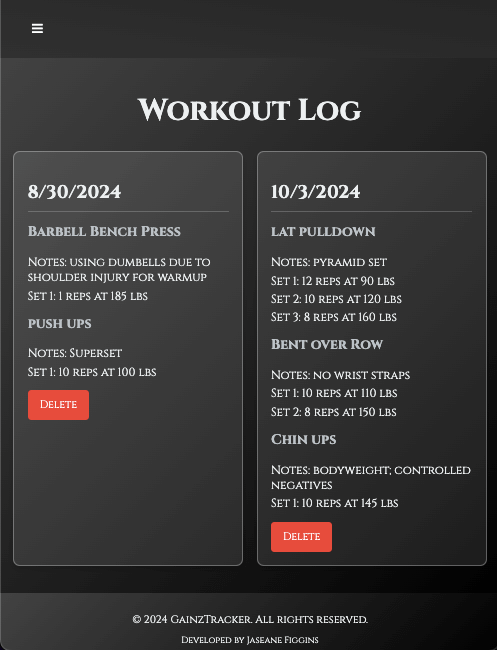 Workout Log
8/30/2024
Barbell Bench Press
Notes: using dumbells due to
shoulder injury for warmup
Set 1: 1 reps at 185 lbs
push ups
Notes: Superset
Set 1: 10 reps at 100 lbs
Delete
10/3/2024
lat pulldown
Notes: pyramid set
Set 1: 12 reps at 90 lbs
Set 2: 10 reps at 120 lbs
Set 3: 8 reps at 160 lbs
Bent over Row
Notes: no wrist straps
Set 1: 10 reps at 110 lbs
Set 2: 8 reps at 150 lbs
Chin ups
Notes: bodyweight; controlled
negatives
Set 1: 10 reps at 145 lbs
Delete
© 2024 GainzTracker. All rights reserved.
Developed by Jaseane Figgins